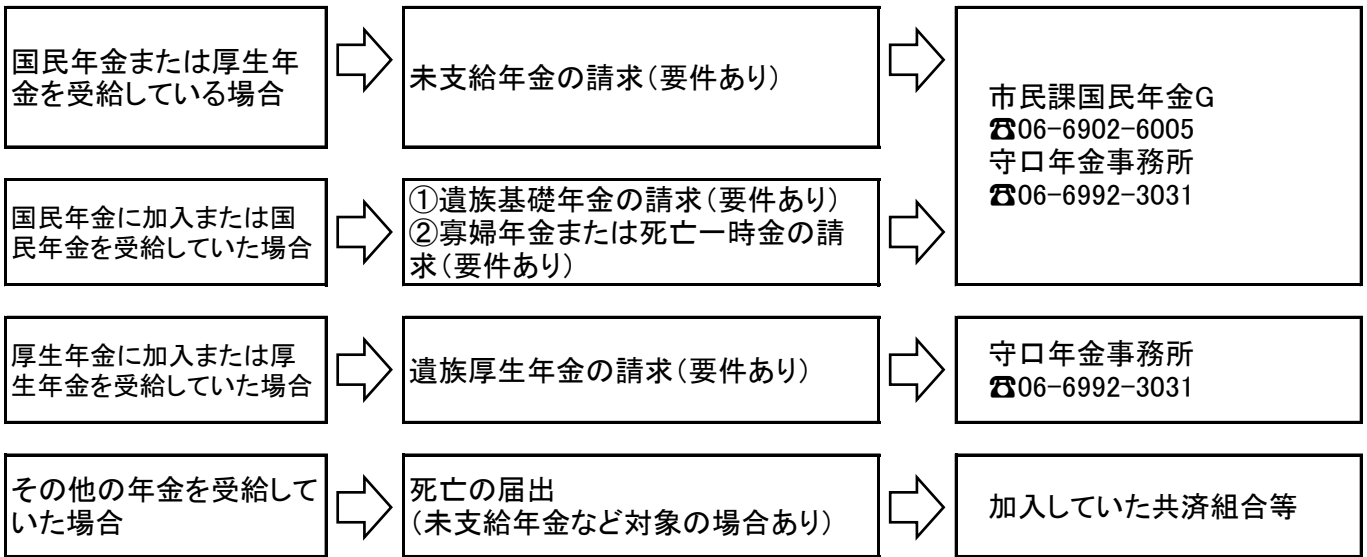 国民年金または厚生年
金を受給している場合
未支給年金の請求(要件あり)
市民課国民年金G
☎06-6902-6005
守口年金事務所
☎06-6992-3031
国民年金に加入または国
民年金を受給していた場合
①遺族基礎年金の請求(要件あり)
②寡婦年金または死亡一時金の請
求(要件あり)
厚生年金に加入または厚
生年金を受給していた場合
遺族厚生年金の請求(要件あり)
守口年金事務所
☎06-6992-3031
その他の年金を受給して
いた場合
死亡の届出
(未支給年金など対象の場合あり)
加入していた共済組合等